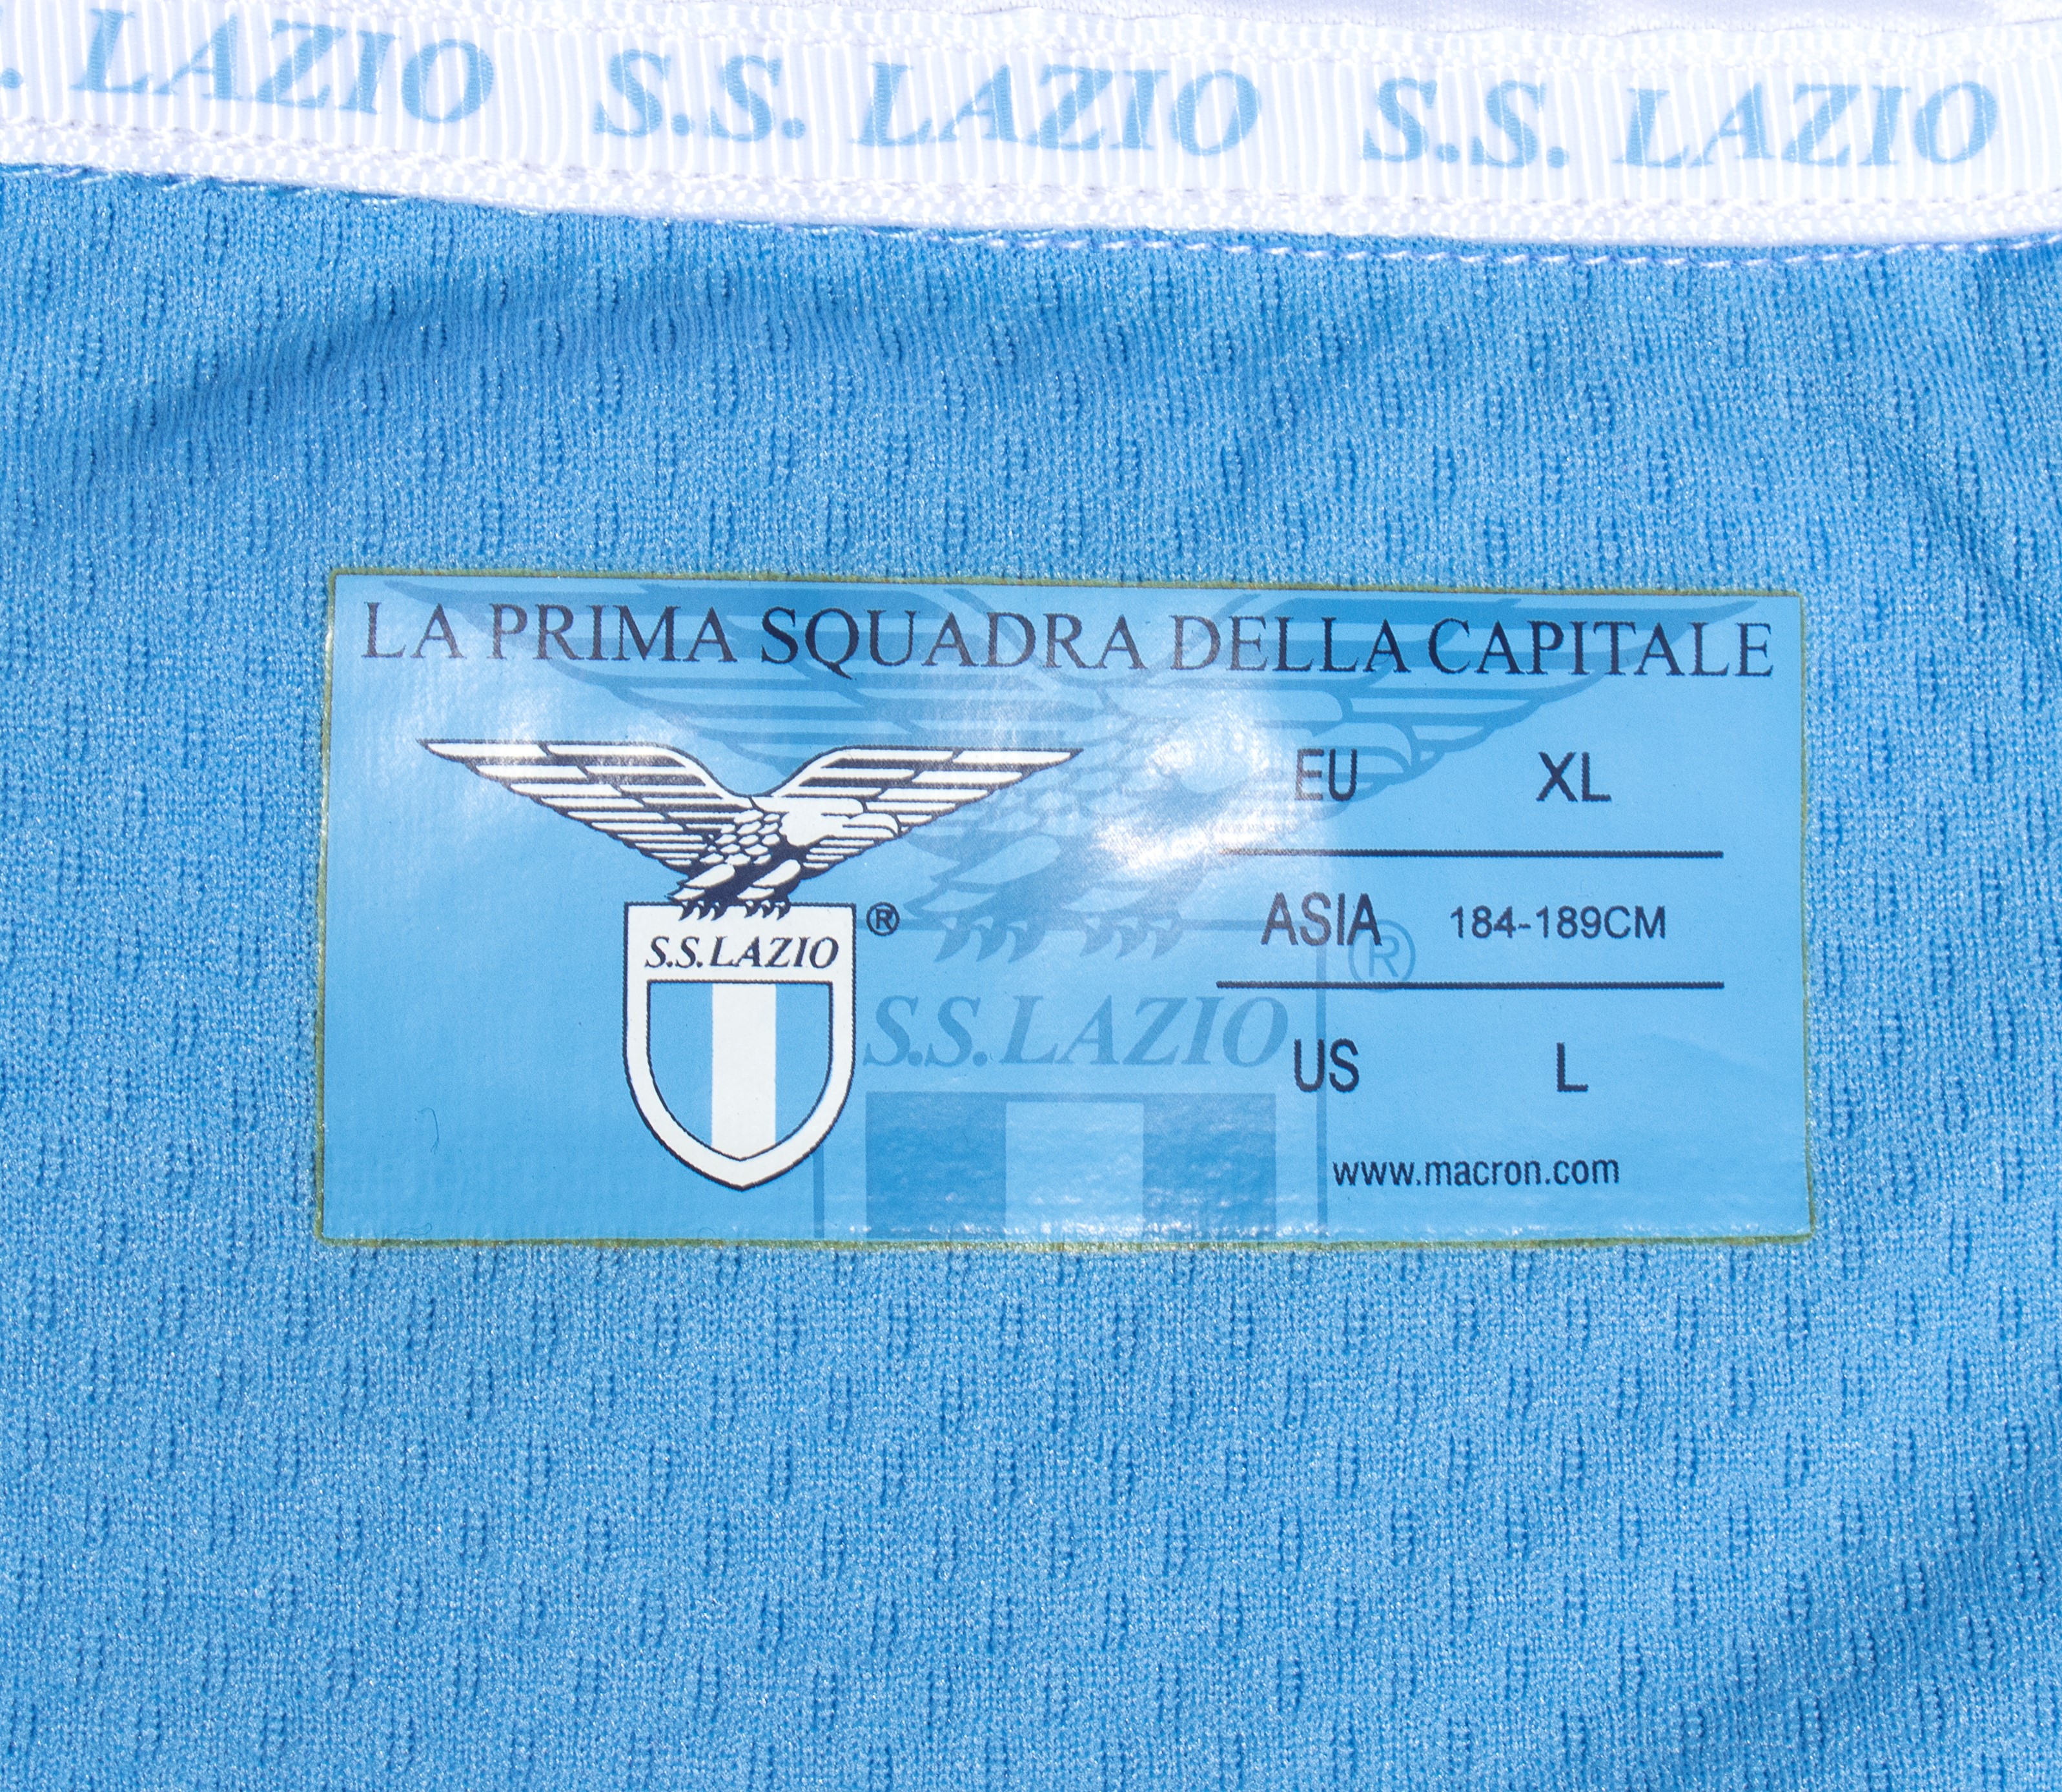 . LAZIO S.S. LAZIO S.S. LAZIO
LA PRIMA SQUADRA DELLA CAPITALE
EU XL
ASIA 184-189CM
US L
www.macron.com
®
S.S.LAZIO
®
S.S.LAZIO